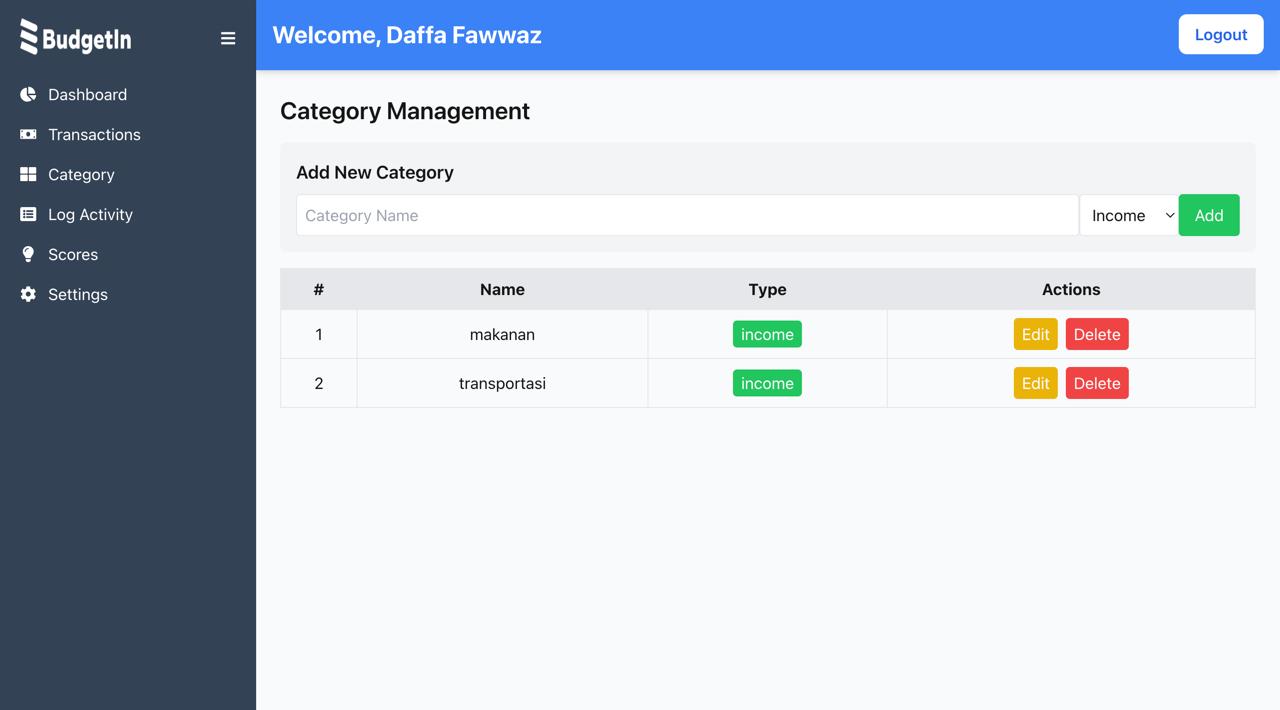 BudgetIn
Welcome, Daffa Fawwaz
Logout
Dashboard
Transactions
Category
Log Activity
Scores
Settings
Category Management
Add New Category
Category Name Income Add
# Name Type Actions
1 makanan income Edit Delete
2 transportasi income Edit Delete